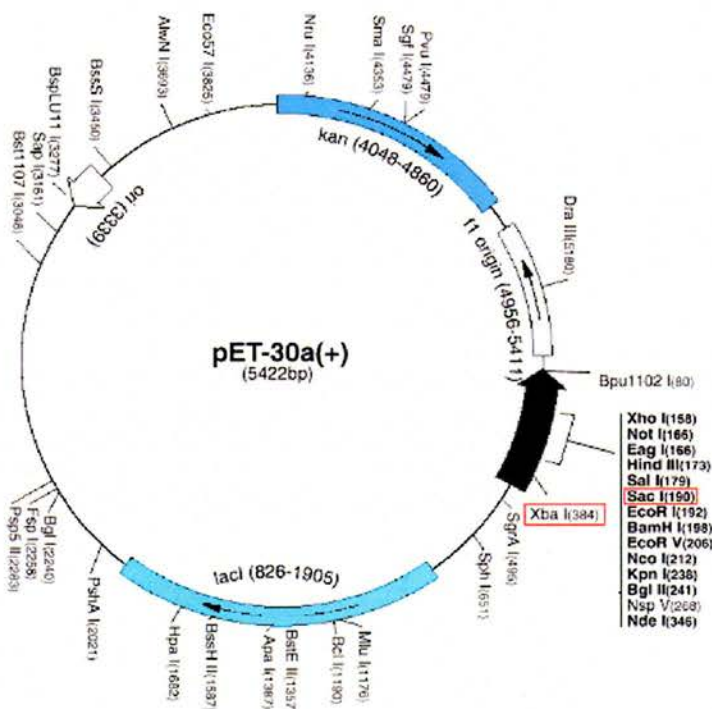 Eco57 I(3825)
AlwN I(3693)
BssS I(3450)
BspLU11 I(3277)
Sap I(3161)
Bst1107 I(3048)
Nru I(4136)
Sma I(4353)
Sgf I(4479)
Pvu I(4479)
kan (4048-4860)
ori (3339)
f1 origin (4956-5411)
Dra III(5180)
pET-30a(+)
(5422bp)
Bpu1102 I(80)
Xho I(158)
Not I(166)
Eag I(166)
Hind III(173)
Sal I(179)
Sac I(190)
EcoR I(192)
BamH I(198)
EcoR V(206)
Nco I(212)
Kpn I(238)
Bgl II(241)
Nsp V(268)
Nde I(346)
Xba I(384)
SgrA I(495)
Sph I(651)
lacI (826-1905)
Mlu I(1176)
Bcl I(1190)
BstE II(1357)
Apa I(1387)
BssH II(1587)
Hpa I(1682)
PshA I(2021)
Bgl I(2240)
Fsp I(2258)
Psp5 II(2283)